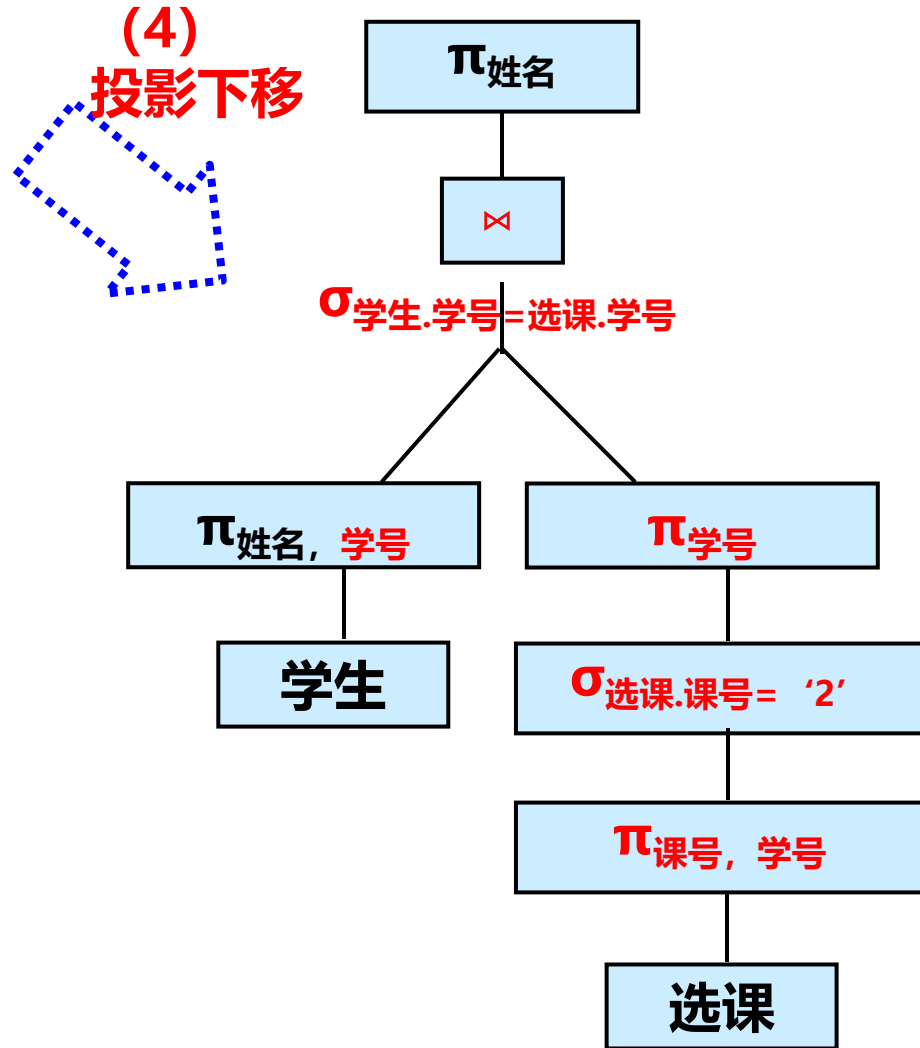 (4)
投影下移
π姓名
⋈
σ学生.学号=选课.学号
π姓名，学号
π学号
学生
σ选课.课号=‘2’
π课号，学号
选课